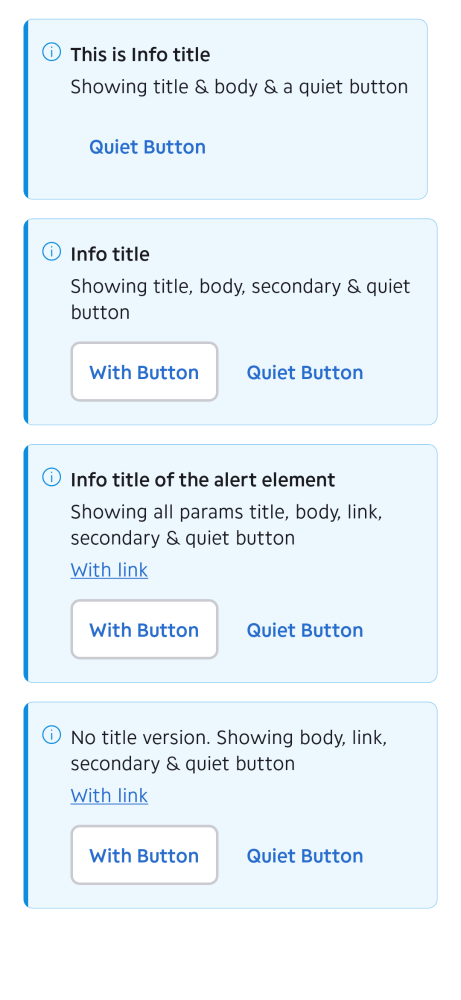 This is Info title
Showing title & body & a quiet button
Quiet Button
Info title
Showing title, body, secondary & quiet
button
With Button Quiet Button
Info title of the alert element
Showing all params title, body, link,
secondary & quiet button
With link
With Button Quiet Button
No title version. Showing body, link,
secondary & quiet button
With link
With Button Quiet Button